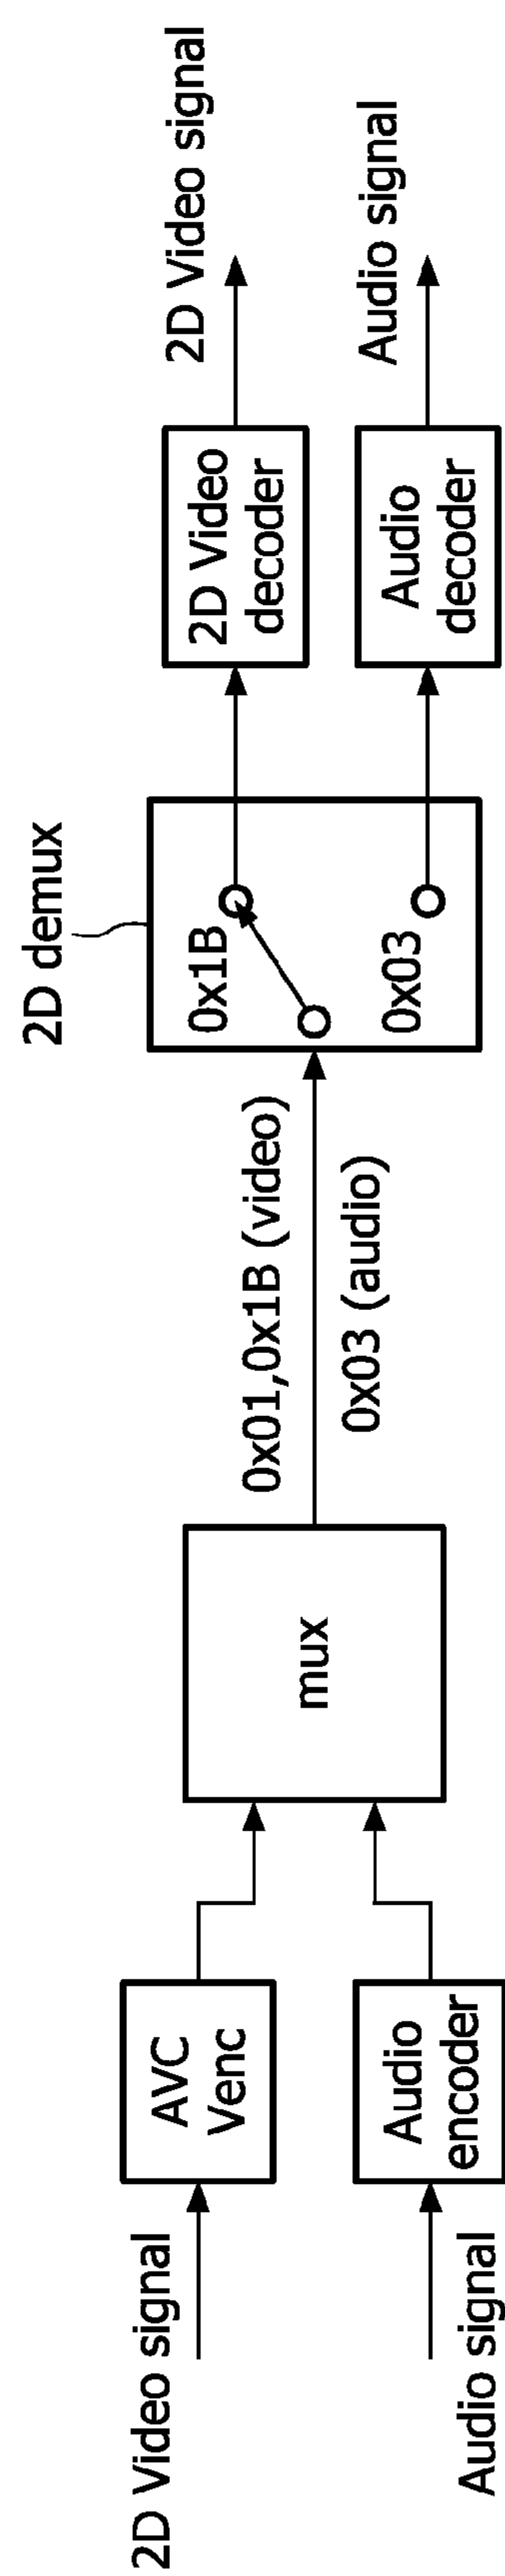 2D Video signal
Audio signal
AVC
Venc
Audio
encoder
mux
0x01,0x1B (video)
0x03 (audio)
2D demux
0x1B
0x03
2D Video
decoder
Audio
decoder
2D Video signal
Audio signal